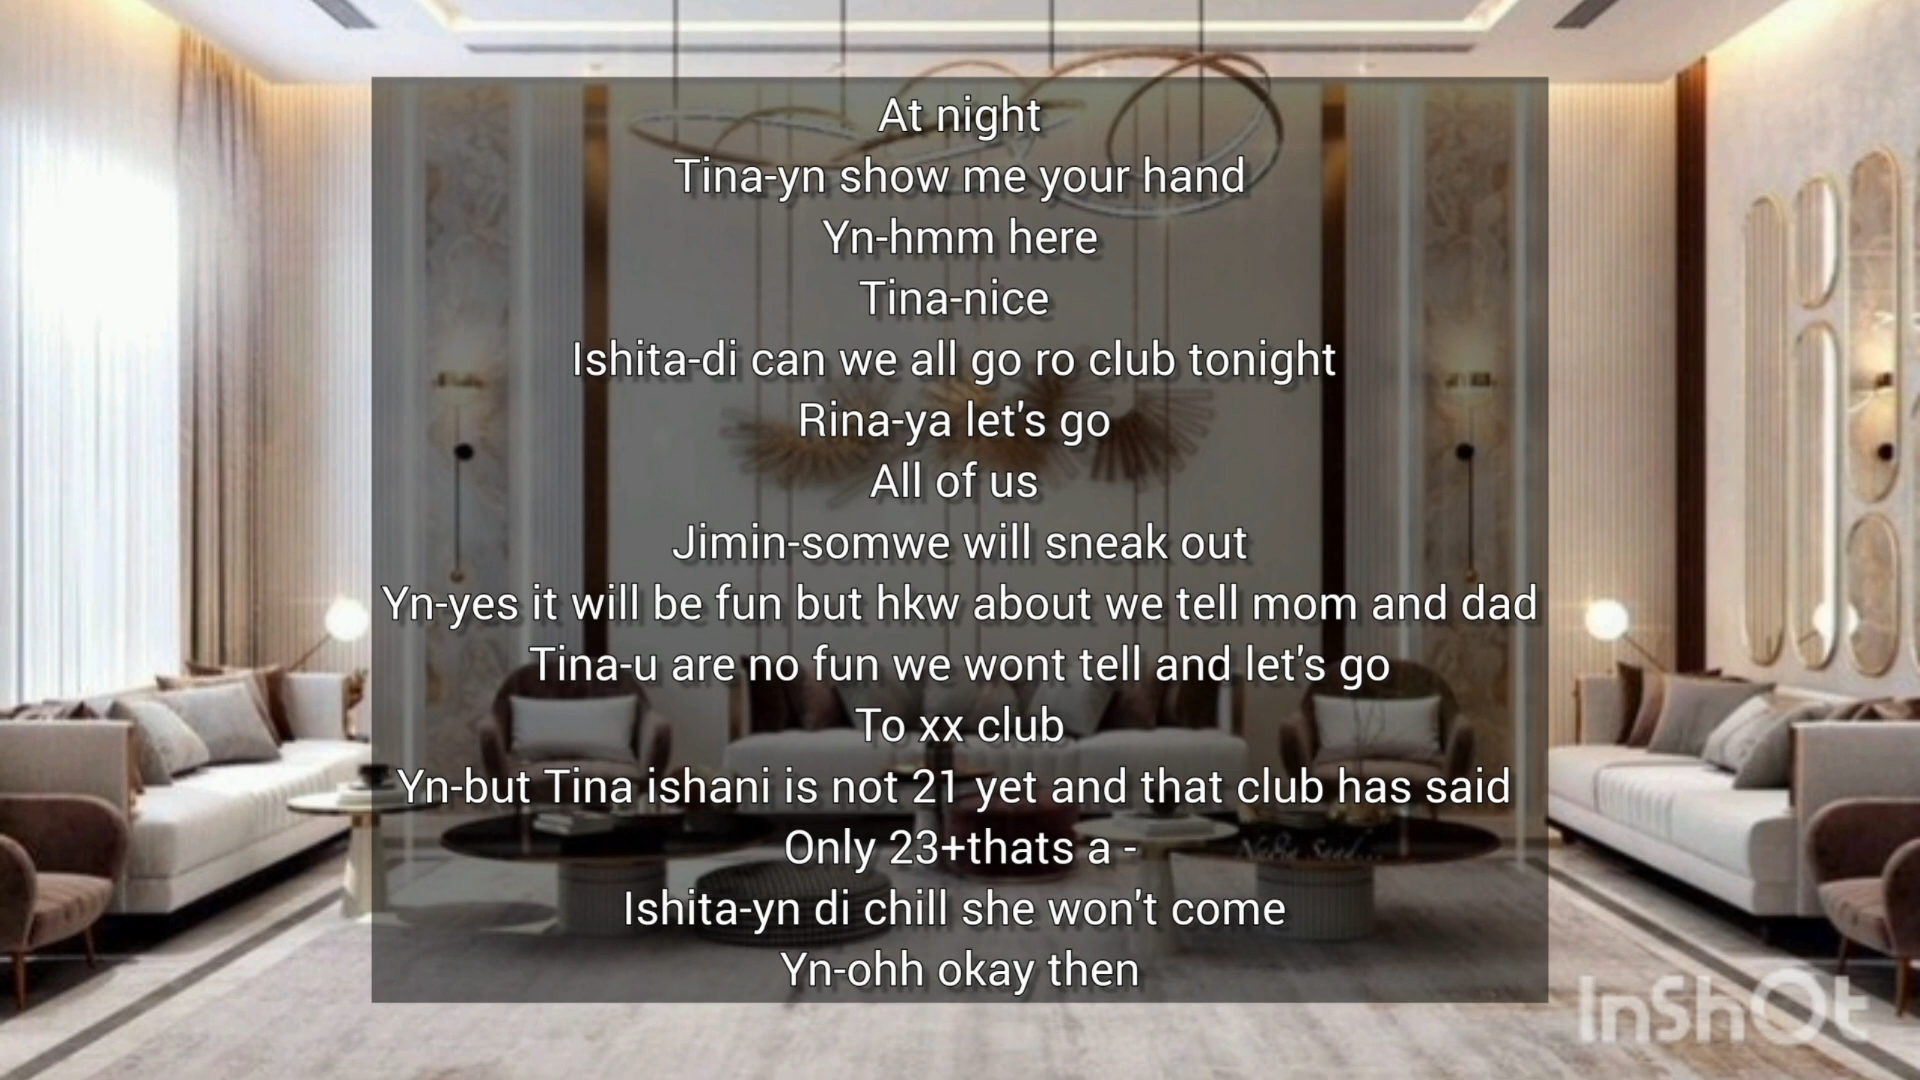 At night
Tina-yn show me your hand
Yn-hmm here
Tina-nice
Ishita-di can we all go ro club tonight
Rina-ya let's go
All of us
Jimin-somwe will sneak out
Yn-yes it will be fun but hkw about we tell mom and dad
Tina-u are no fun we wont tell and let's go
To xx club
Yn-but Tina ishani is not 21 yet and that club has said
Only 23+thats a -
Ishita-yn di chill she won't come
Yn-ohh okay then
InShOt